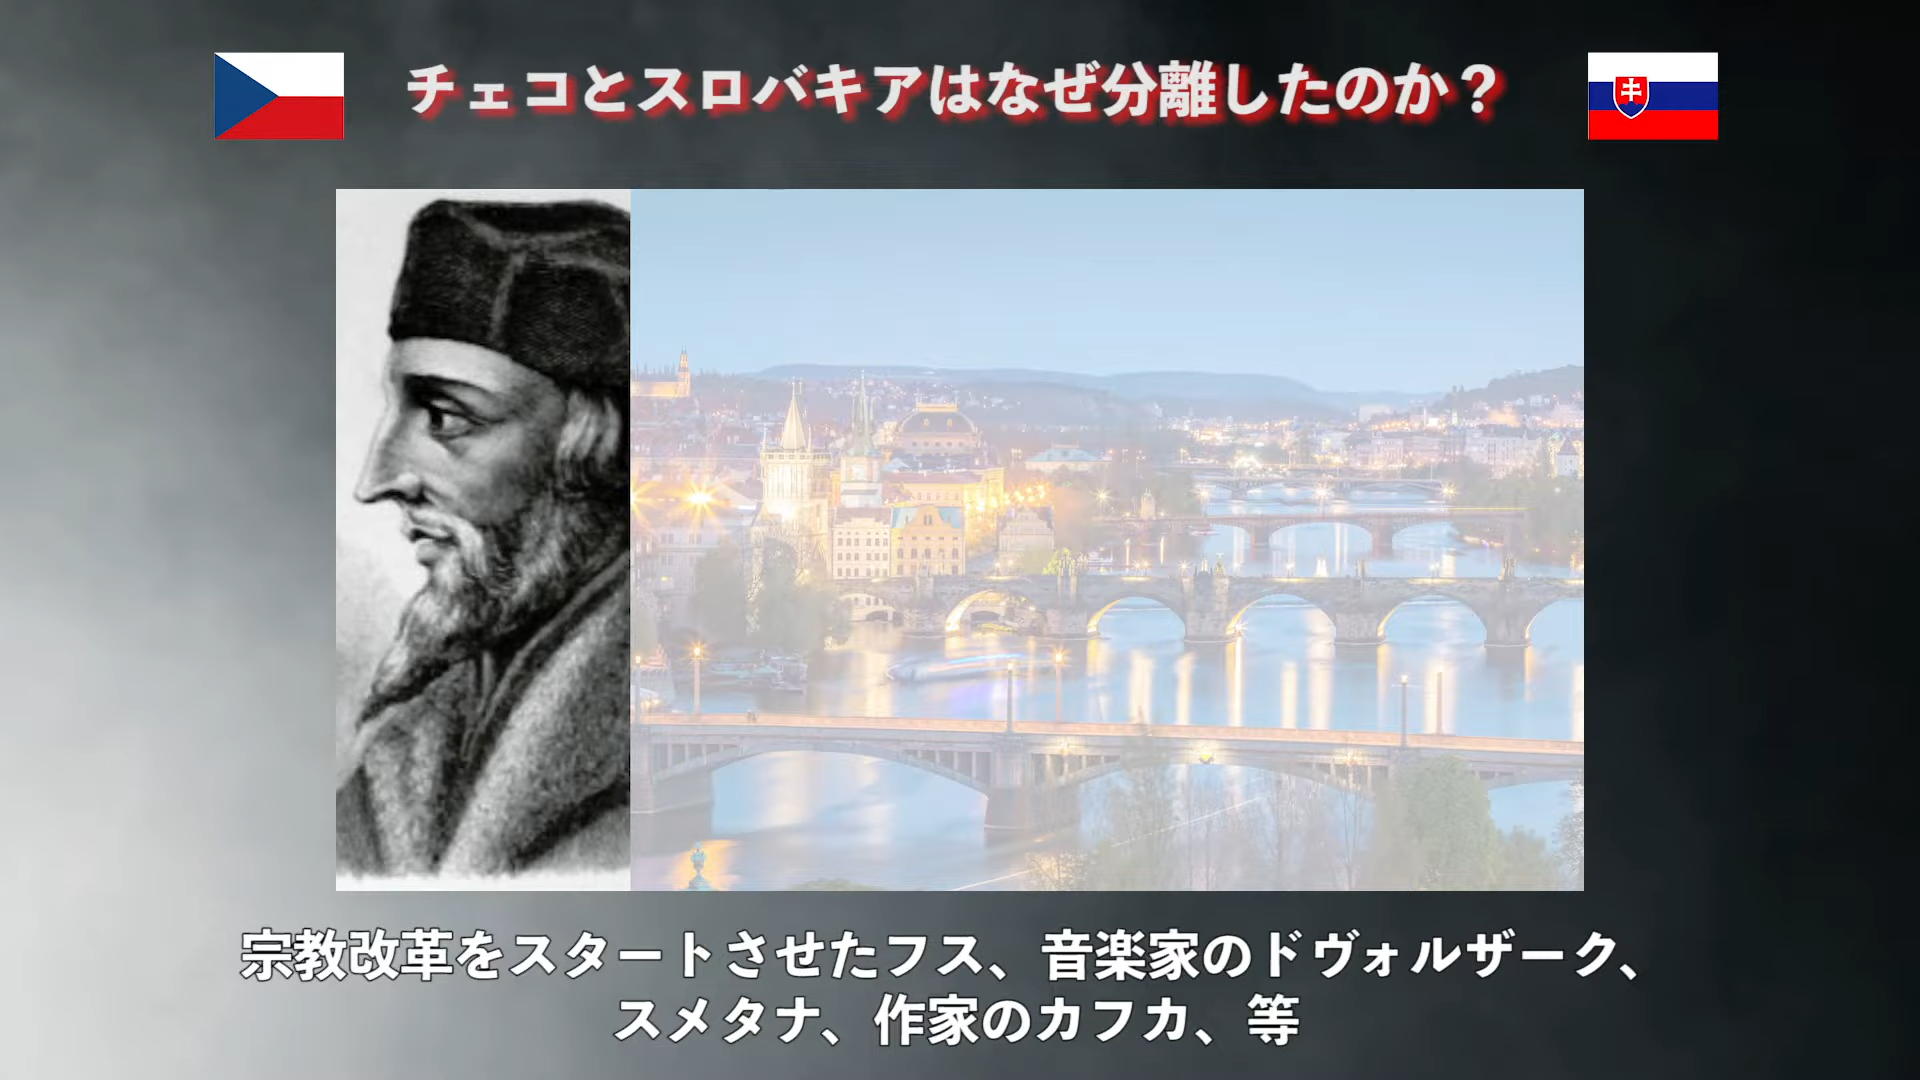 チェコとスロバキアはなぜ分離したのか？
宗教改革をスタートさせたフス、音楽家のドヴォルザーク、
スメタナ、作家のカフカ、等